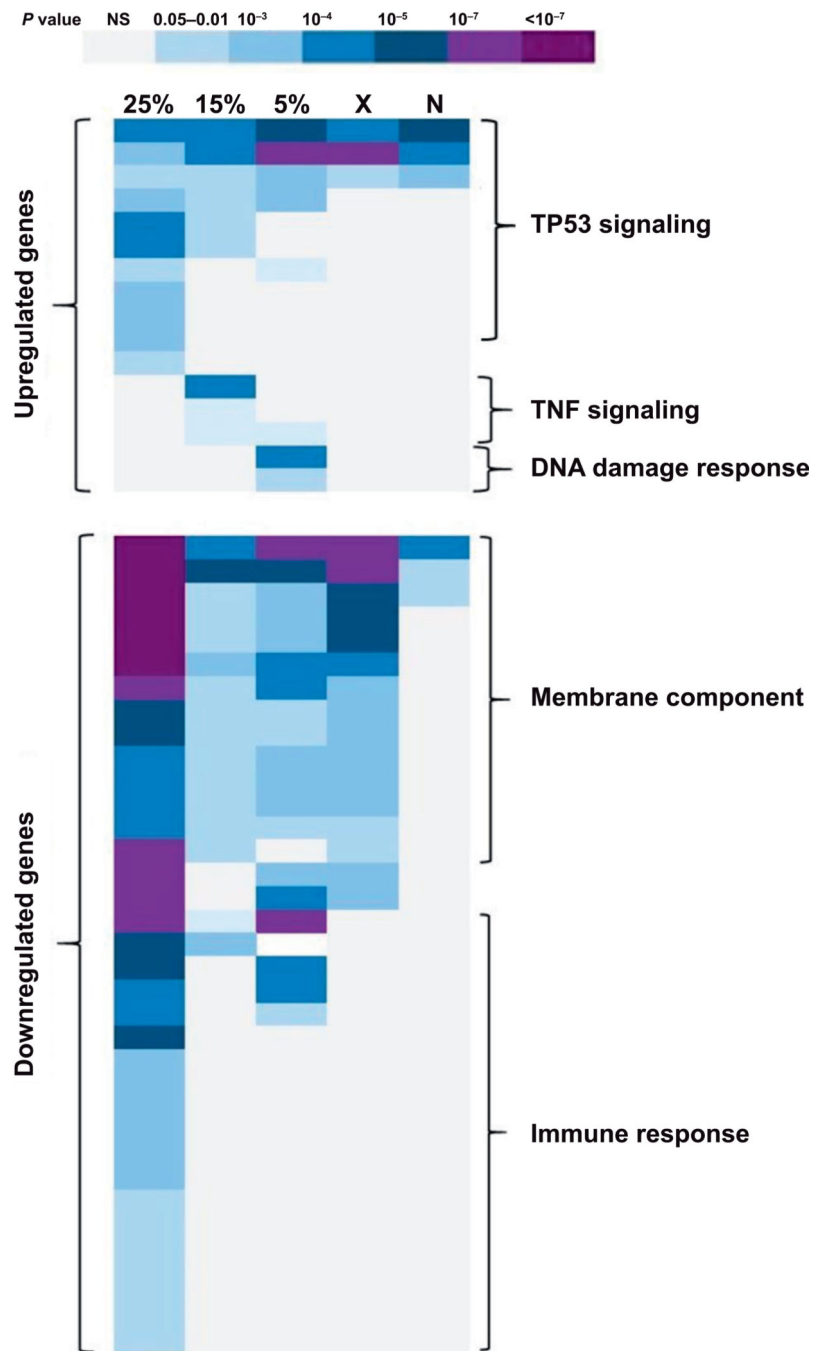 P value NS 0.05–0.01 10⁻³ 10⁻⁴ 10⁻⁵ 10⁻⁷ <10⁻⁷
25% 15% 5% X N
Upregulated genes
TP53 signaling
TNF signaling
DNA damage response
Downregulated genes
Membrane component
Immune response